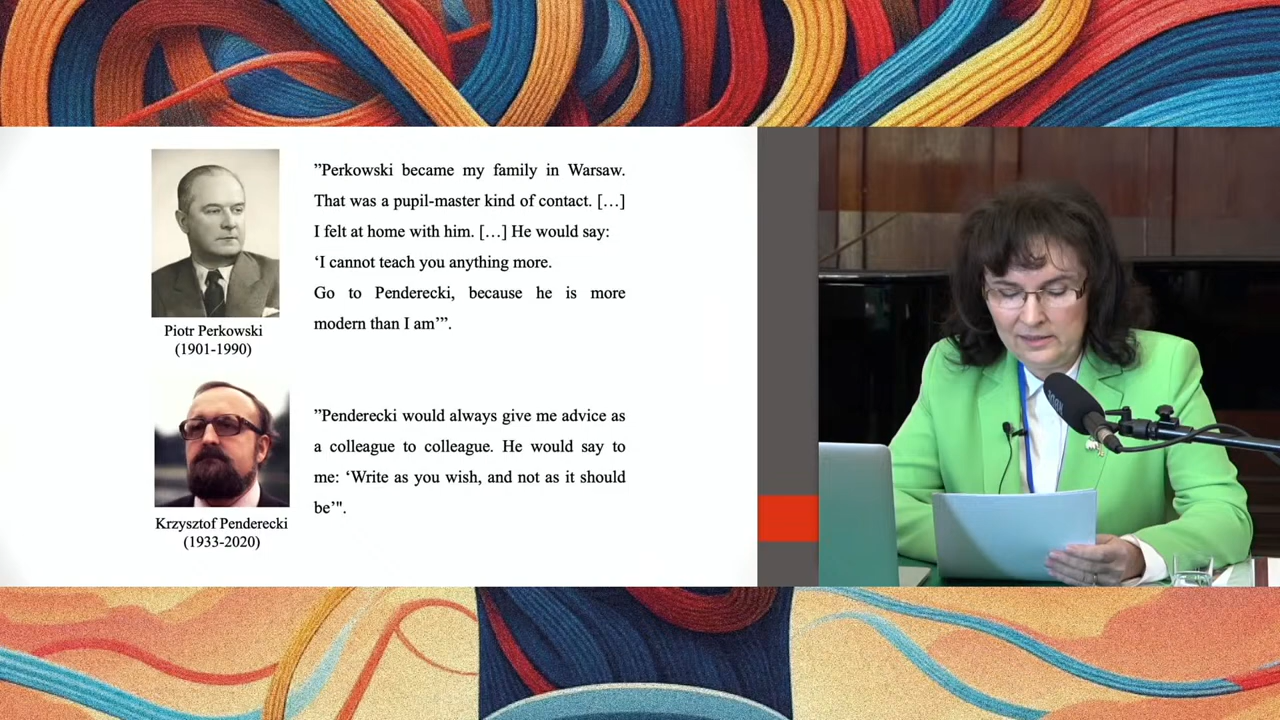 ”Perkowski became my family in Warsaw.
That was a pupil-master kind of contact. […]
I felt at home with him. […] He would say:
‘I cannot teach you anything more.
Go to Penderecki, because he is more
modern than I am’”.
Piotr Perkowski
(1901-1990)
”Penderecki would always give me advice as
a colleague to colleague. He would say to
me: ‘Write as you wish, and not as it should
be’".
Krzysztof Penderecki
(1933-2020)